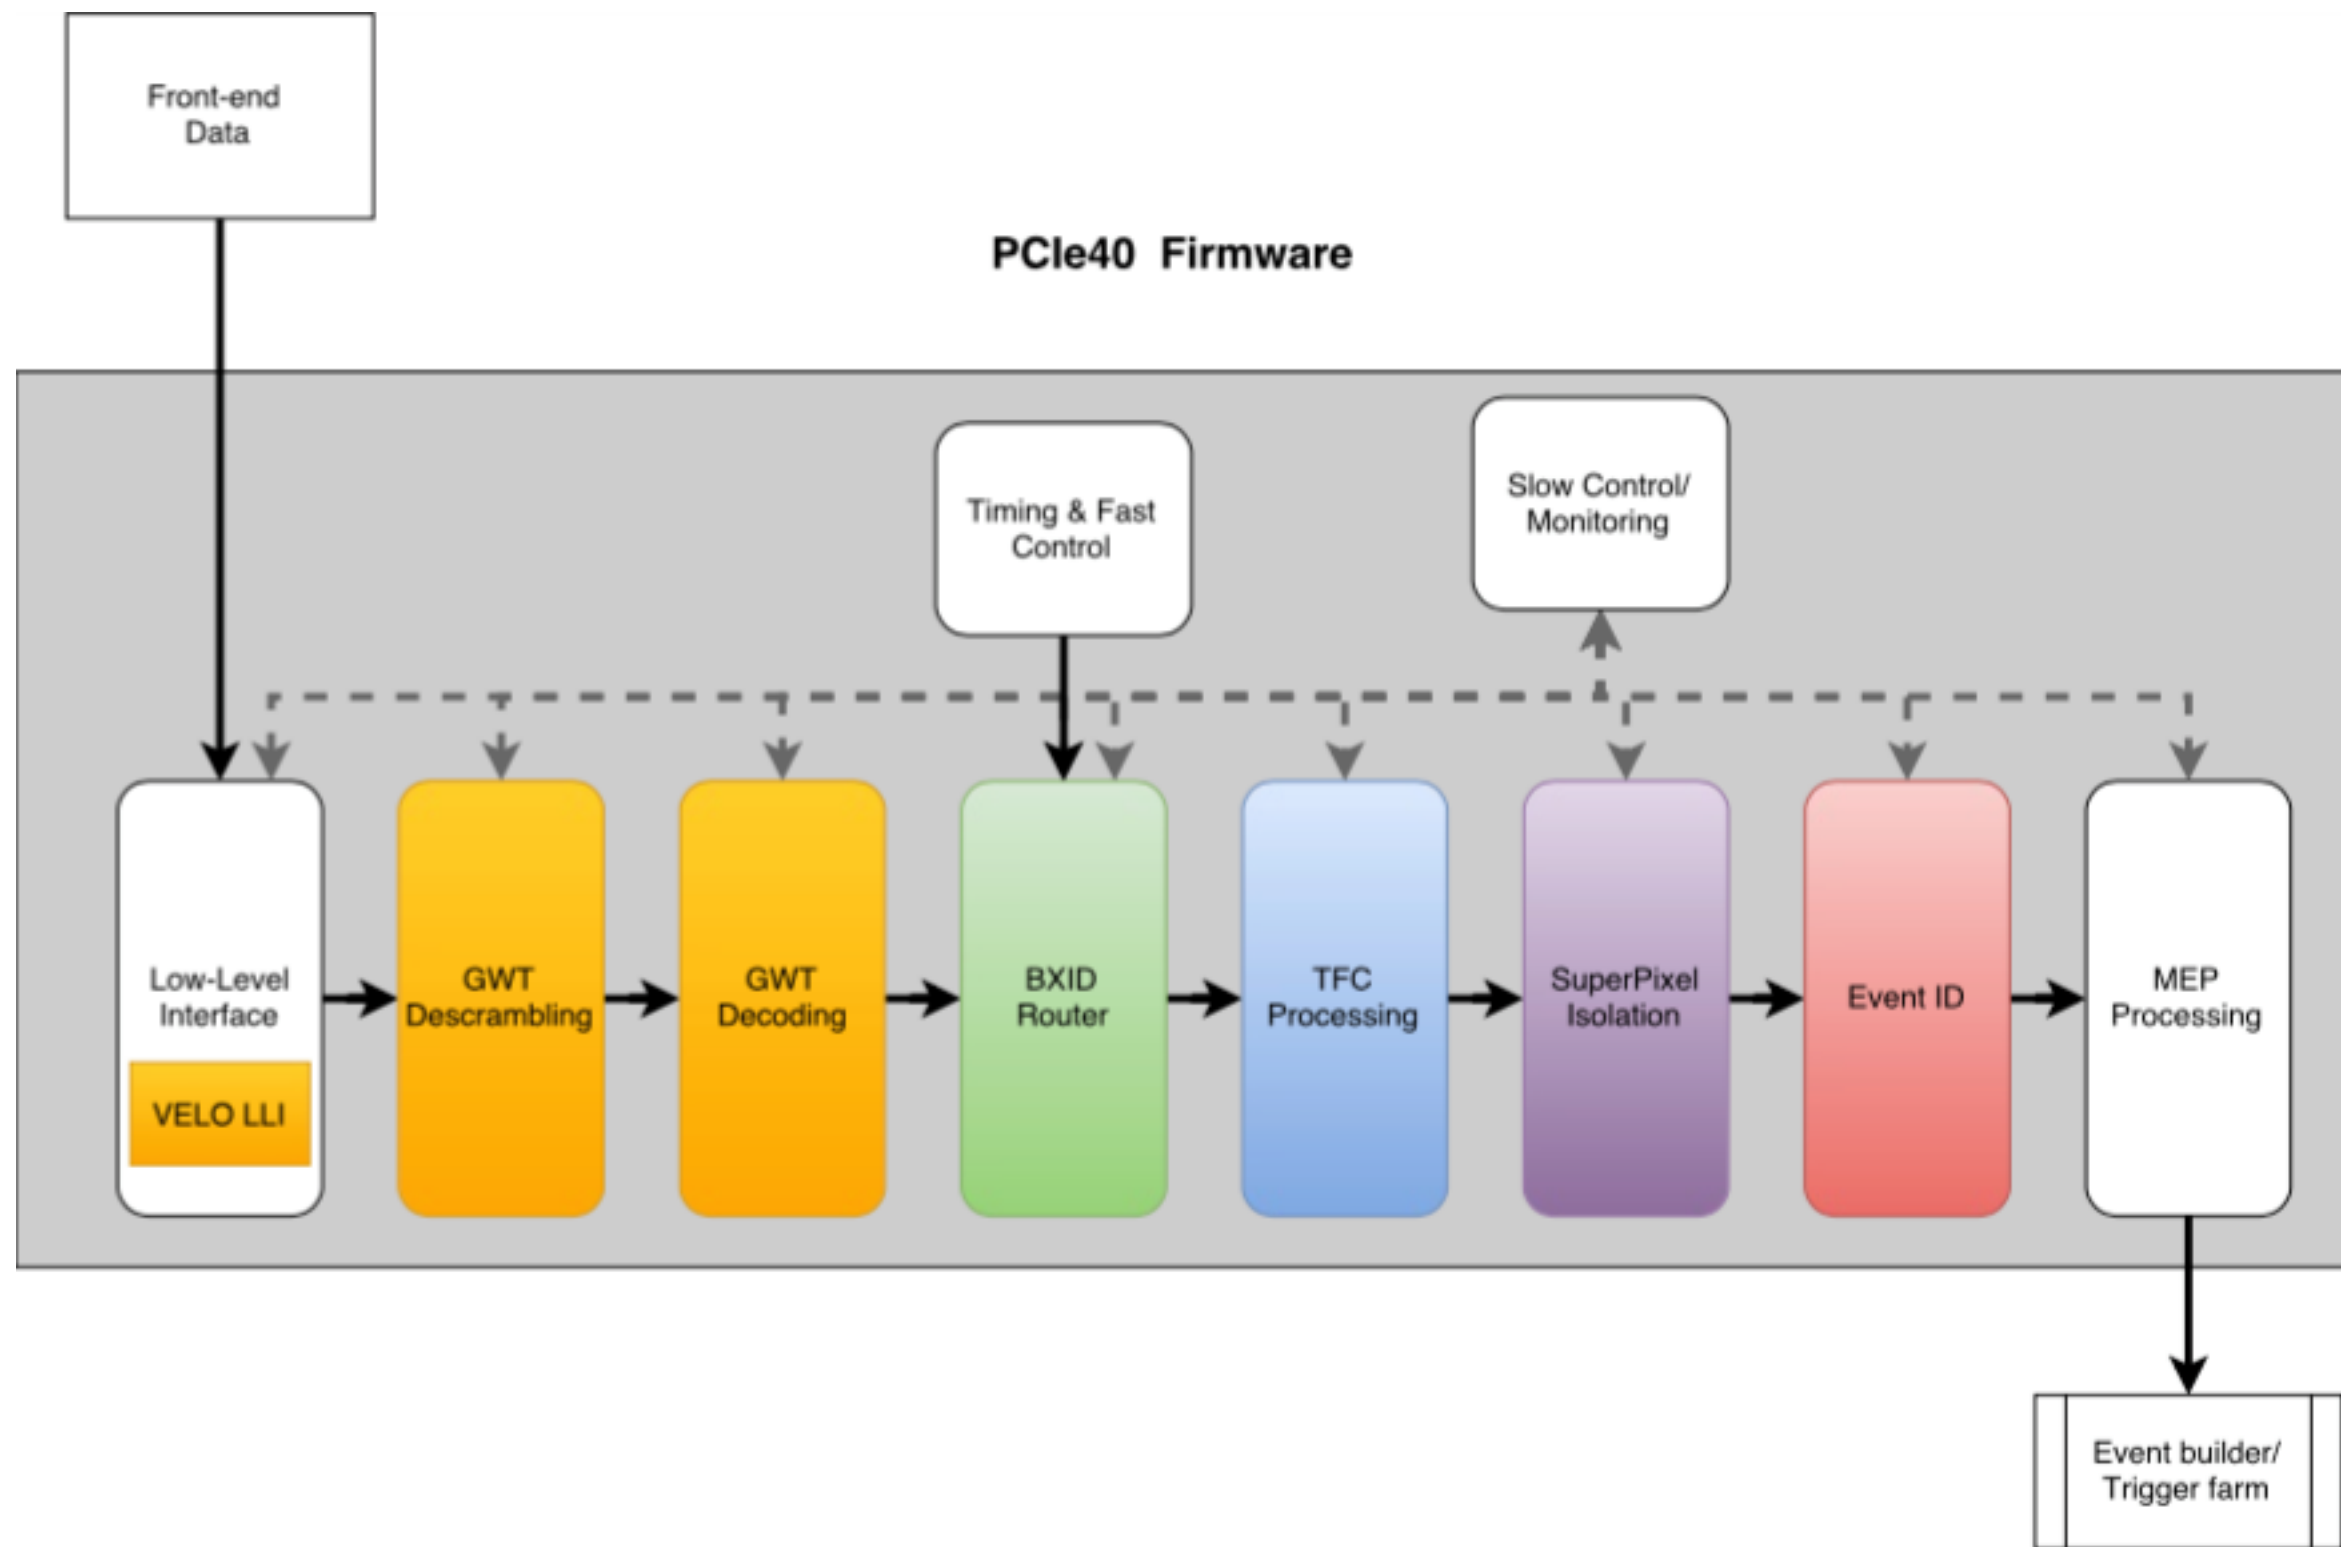 Front-end
Data
PCIe40 Firmware
Timing & Fast
Control
Slow Control/
Monitoring
Low-Level
Interface
VELO LLI
GWT
Descrambling
GWT
Decoding
BXID
Router
TFC
Processing
SuperPixel
Isolation
Event ID
MEP
Processing
Event builder/
Trigger farm